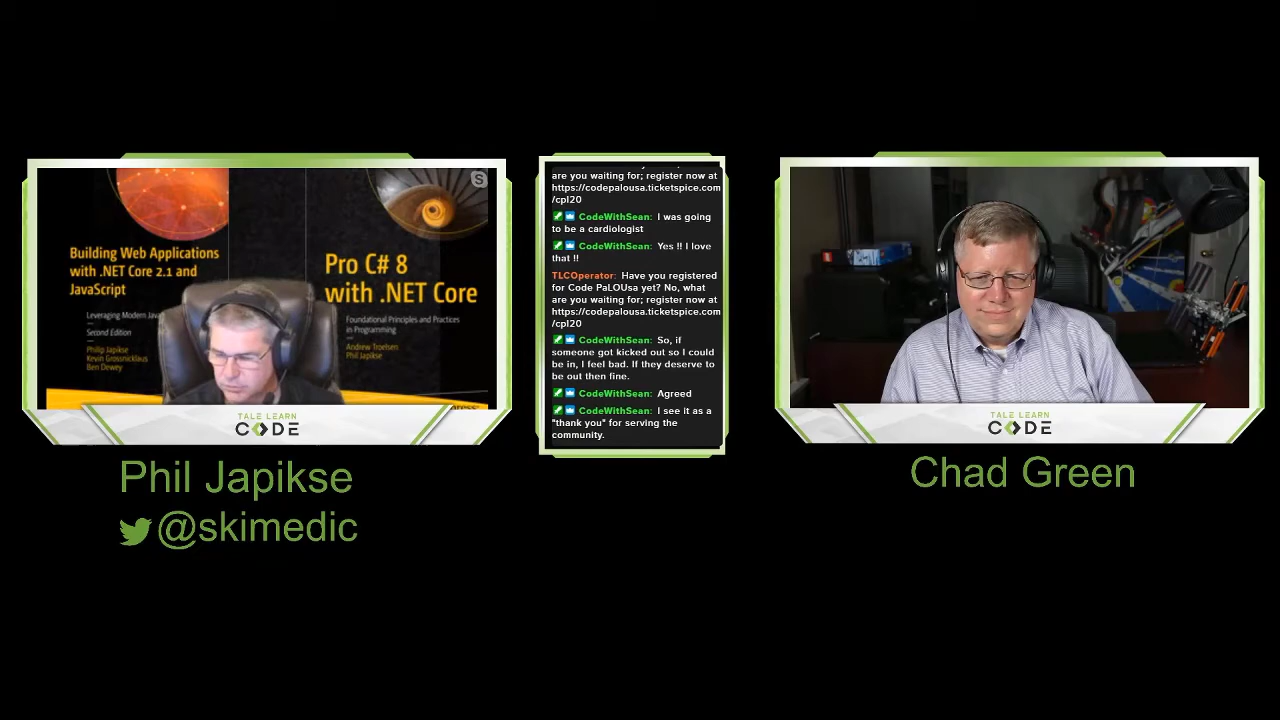 Building Web Applications
with .NET Core 2.1 and
JavaScript
Leveraging Modern Java
Second Edition
Philip Japikse
Kevin Grossnicklaus
Ben Dewey
Pro C# 8
with .NET Core
Foundational Principles and Practices
in Programming
Andrew Troelsen
Phil Japikse
S
TALE LEARN
CODE
Phil Japikse
@skimedic
are you waiting for; register now at
https://codepalousa.ticketspice.com
/cpl20
CodeWithSean: I was going
to be a cardiologist
CodeWithSean: Yes !! I love
that !!
TLCOperator: Have you registered
for Code PaLOUsa yet? No, what
are you waiting for; register now at
https://codepalousa.ticketspice.com
/cpl20
CodeWithSean: So, if
someone got kicked out so I could
be in, I feel bad. If they deserve to
be out then fine.
CodeWithSean: Agreed
CodeWithSean: I see it as a
"thank you" for serving the
community.
TALE LEARN
CODE
Chad Green